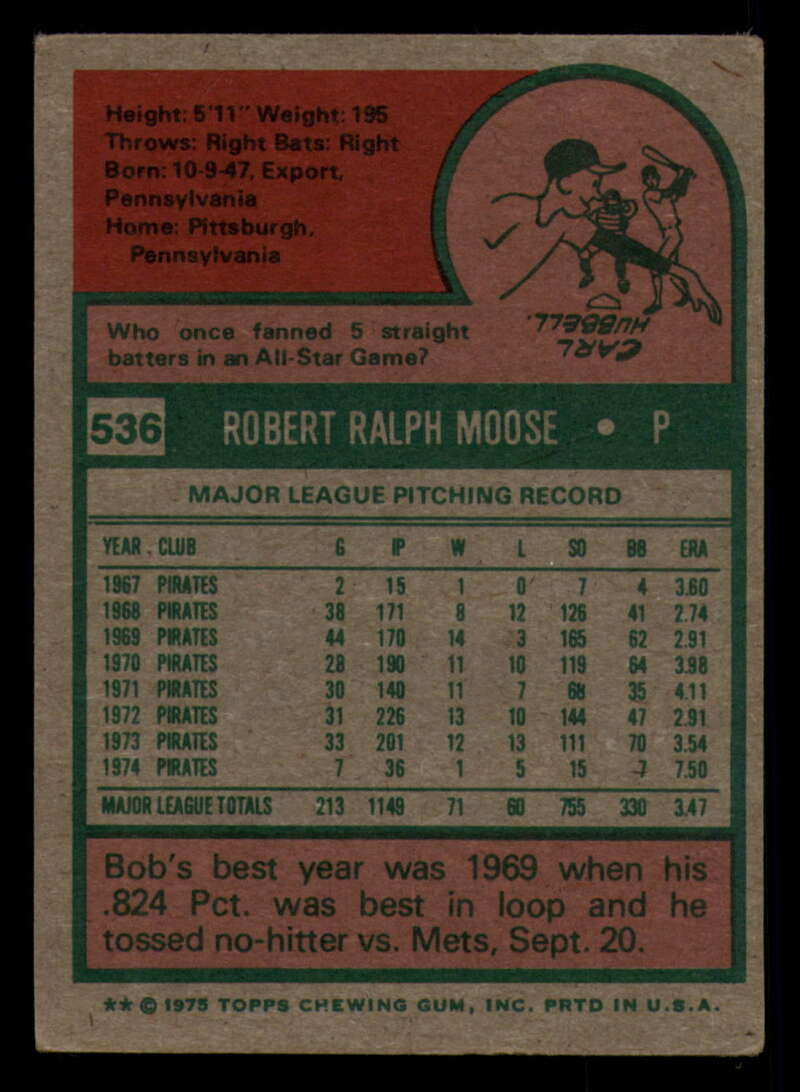 Height: 5'11" Weight: 195
Throws: Right Bats: Right
Born: 10-9-47, Export,
Pennsylvania
Home: Pittsburgh,
Pennsylvania
Who once fanned 5 straight
batters in an All-Star Game?
CARL
HUBBELL.
536 ROBERT RALPH MOOSE • P
MAJOR LEAGUE PITCHING RECORD
YEAR CLUB G IP W L SO BB ERA
1967 PIRATES 2 15 1 0 7 4 3.60
1968 PIRATES 38 171 8 12 126 41 2.74
1969 PIRATES 44 170 14 3 165 62 2.91
1970 PIRATES 28 190 11 10 119 64 3.98
1971 PIRATES 30 140 11 7 68 35 4.11
1972 PIRATES 31 226 13 10 144 47 2.91
1973 PIRATES 33 201 12 13 111 70 3.54
1974 PIRATES 7 36 1 5 15 7 7.50
MAJOR LEAGUE TOTALS 213 1149 71 60 755 330 3.47
Bob's best year was 1969 when his
.824 Pct. was best in loop and he
tossed no-hitter vs. Mets, Sept. 20.
** © 1975 TOPPS CHEWING GUM, INC. PRTD IN U.S.A.